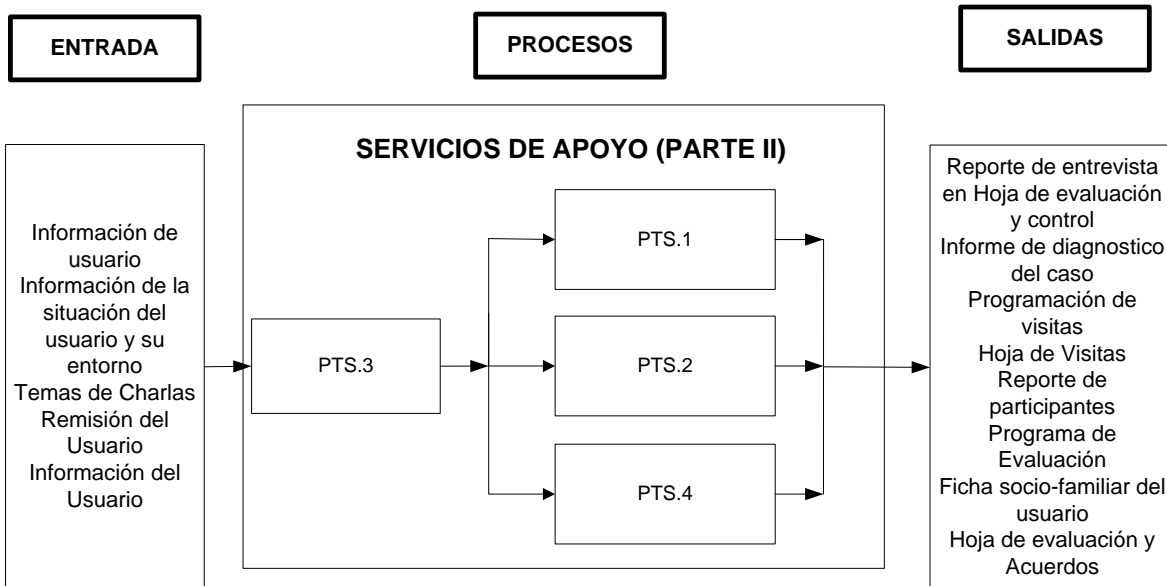 ENTRADA
PROCESOS
SALIDAS
SERVICIOS DE APOYO (PARTE II)
Información de
usuario
Información de la
situación del
usuario y su
entorno
Temas de Charlas
Remisión del
Usuario
Información del
Usuario
PTS.3
PTS.1
PTS.2
PTS.4
Reporte de entrevista
en Hoja de evaluación
y control
Informe de diagnostico
del caso
Programación de
visitas
Hoja de Visitas
Reporte de
participantes
Programa de
Evaluación
Ficha socio-familiar del
usuario
Hoja de evaluación y
Acuerdos